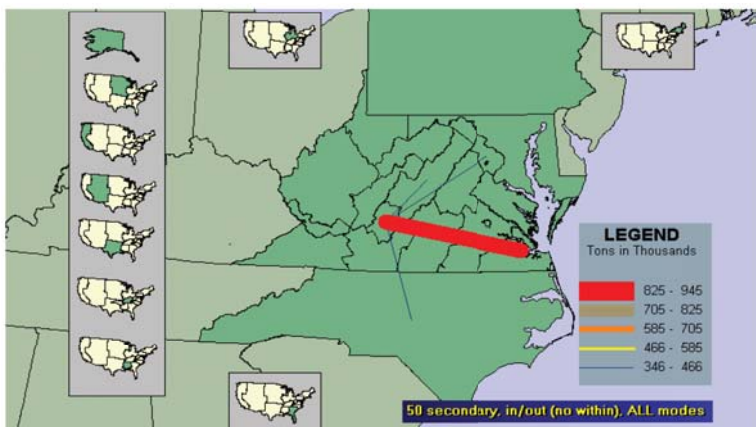 LEGEND
Tons in Thousands
825 - 945
705 - 825
585 - 705
466 - 585
346 - 466
50 secondary, in/out (no within), ALL modes